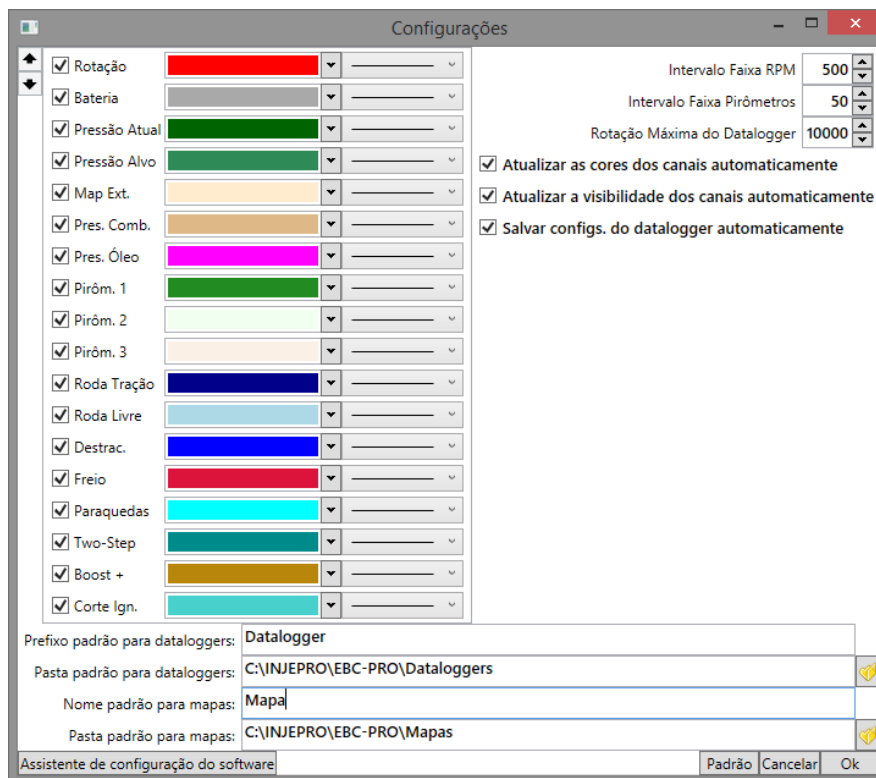 Configurações
Rotação
Bateria
Pressão Atual
Pressão Alvo
Map Ext.
Pres. Comb.
Pres. Óleo
Pirôm. 1
Pirôm. 2
Pirôm. 3
Roda Tração
Roda Livre
Destrac.
Freio
Paraquedas
Two-Step
Boost +
Corte Ign.
Intervalo Faixa RPM 500
Intervalo Faixa Pirômetros 50
Rotação Máxima do Datalogger 10000
Atualizar as cores dos canais automaticamente
Atualizar a visibilidade dos canais automaticamente
Salvar configs. do datalogger automaticamente
Prefixo padrão para dataloggers: Datalogger
Pasta padrão para dataloggers: C:\INJEPRO\EBC-PRO\Dataloggers
Nome padrão para mapas: Mapa
Pasta padrão para mapas: C:\INJEPRO\EBC-PRO\Mapas
Assistente de configuração do software Padrão Cancelar Ok